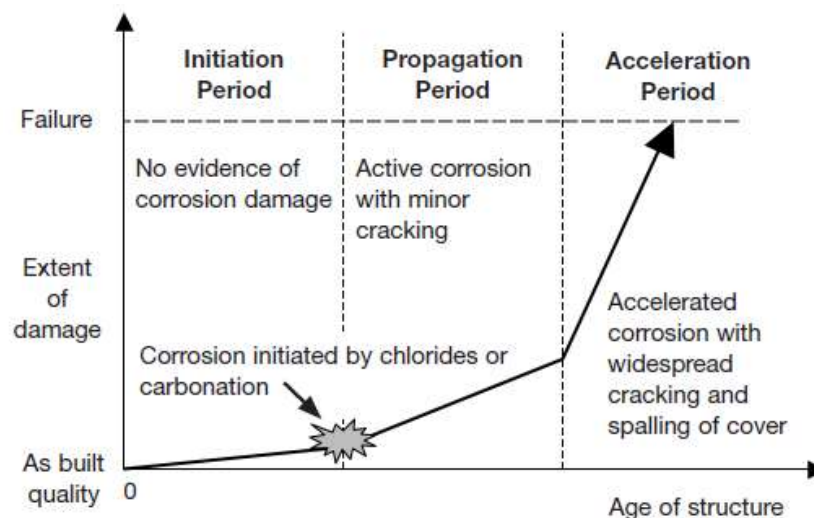 Initiation
Period
Propagation
Period
Acceleration
Period
Failure
No evidence of
corrosion damage
Active corrosion
with minor
cracking
Extent
of
damage
Accelerated
corrosion with
widespread
cracking and
spalling of cover
Corrosion initiated by chlorides or
carbonation
As built
quality
0
Age of structure